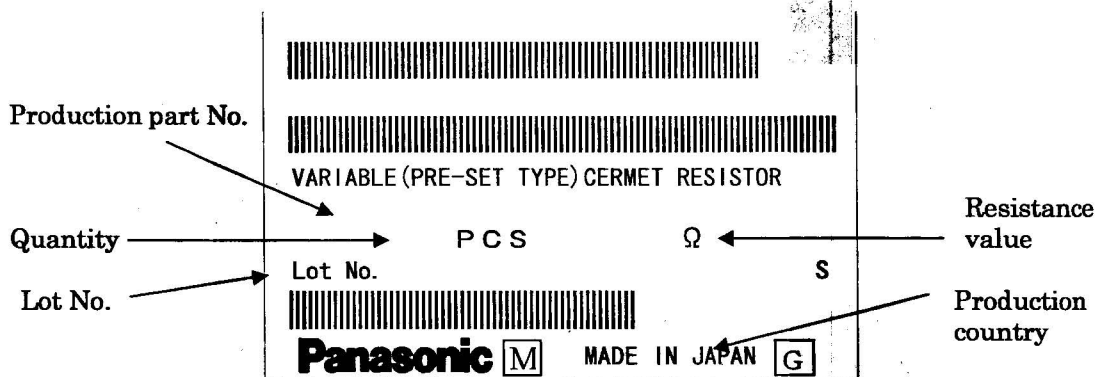 Production part No.
VARIABLE(PRE-SET TYPE)CERMET RESISTOR
Quantity
PCS
Ω
Resistance
value
Lot No.
S
Lot No.
Production
country
Panasonic M MADE IN JAPAN G